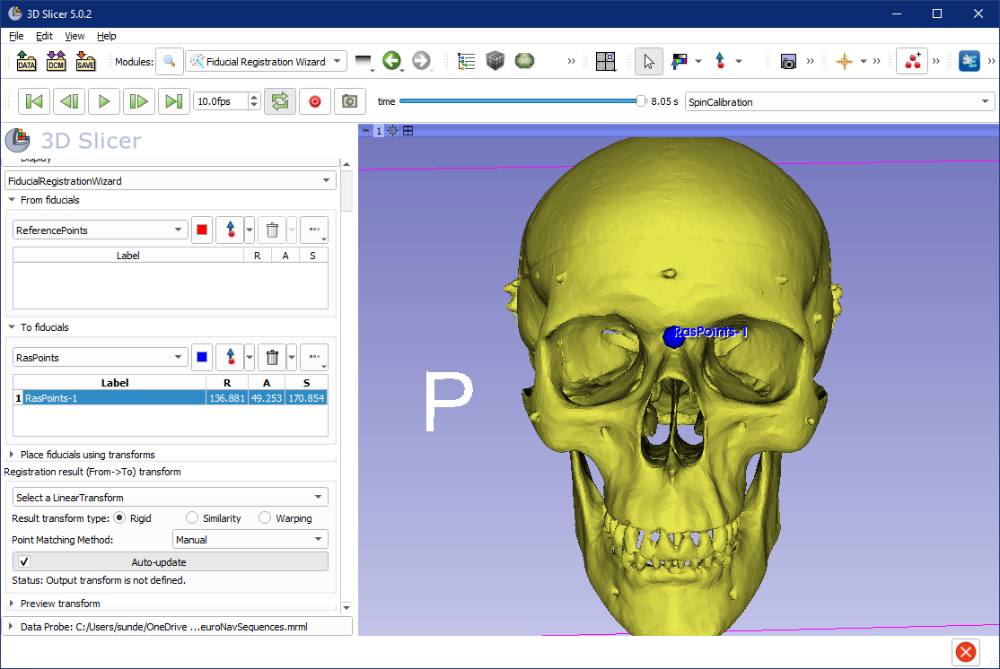 3D Slicer 5.0.2
File Edit View Help
DATA DCM SAVE Modules: Fiducial Registration Wizard
10.0fps time 8.05 s SpinCalibration
3D Slicer
1
Display
FiducialRegistrationWizard
From fiducials
ReferencePoints
Label R A S
To fiducials
RasPoints
Label R A S
1 RasPoints-1 136.881 49.253 170.854
Place fiducials using transforms
Registration result (From->To) transform
Select a LinearTransform
Result transform type: Rigid Similarity Warping
Point Matching Method: Manual
Auto-update
Status: Output transform is not defined.
Preview transform
Data Probe: C:/Users/sunde/OneDrive ...euroNavSequences.mrml
RasPoints-1
P